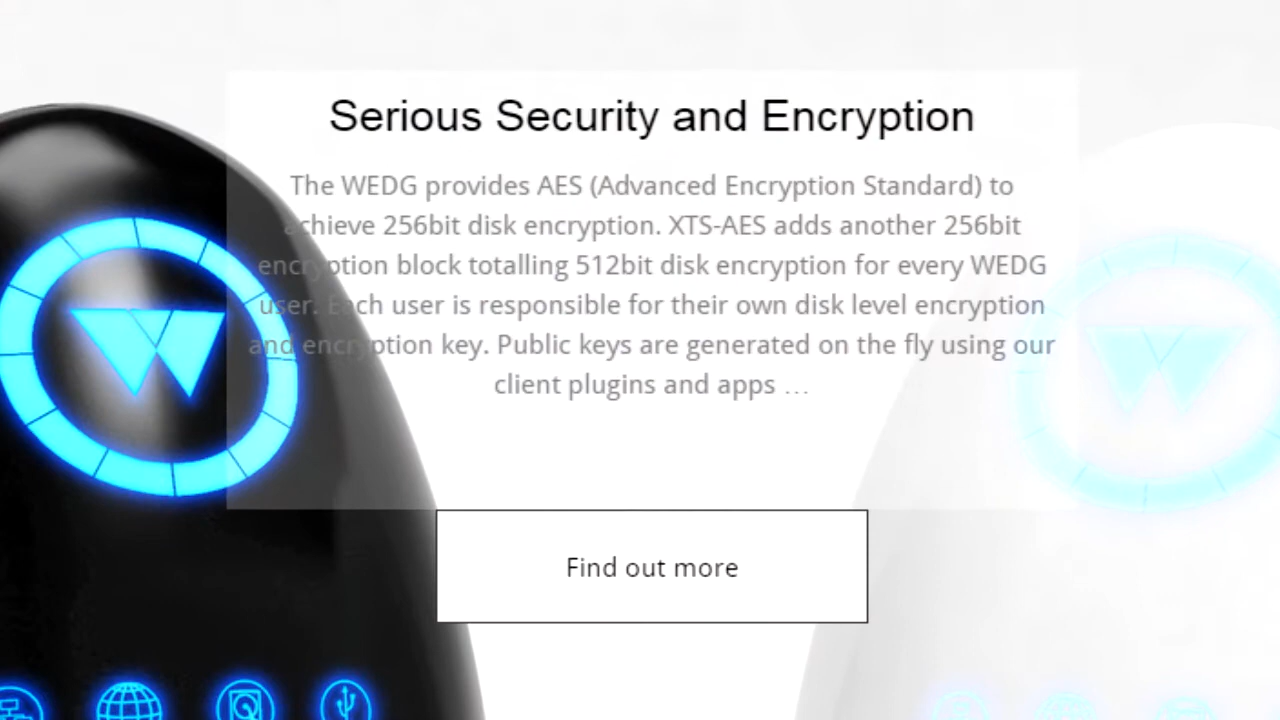 Serious Security and Encryption
The WEDG provides AES (Advanced Encryption Standard) to
achieve 256bit disk encryption. XTS-AES adds another 256bit
encryption block totalling 512bit disk encryption for every WEDG
user. Each user is responsible for their own disk level encryption
and encryption key. Public keys are generated on the fly using our
client plugins and apps ...
Find out more